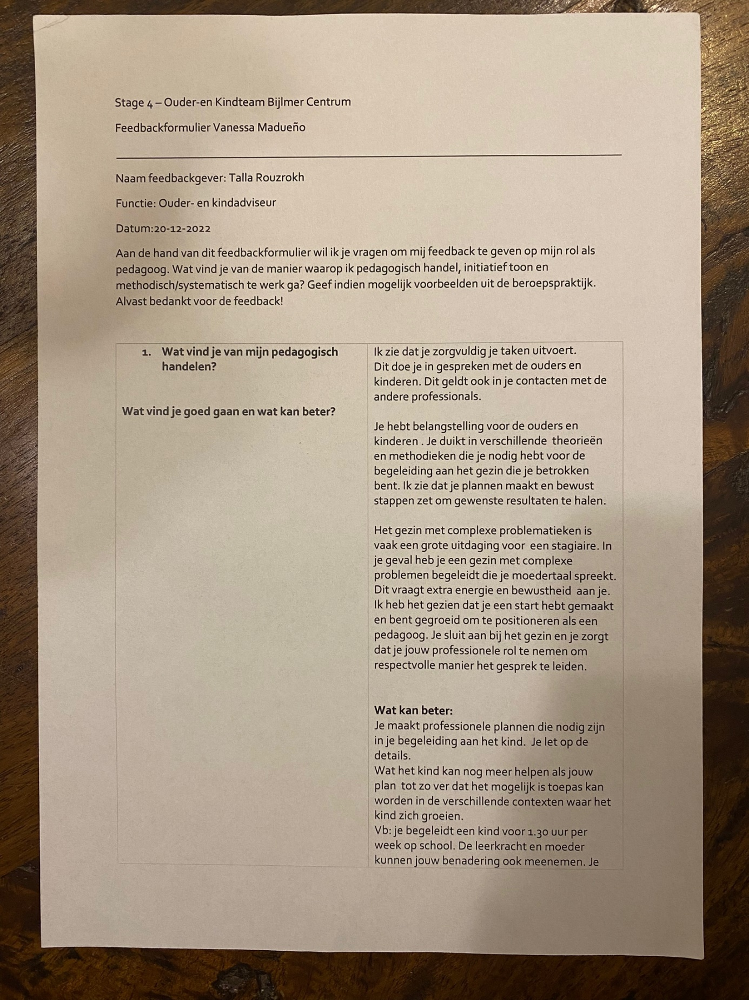 Stage 4 – Ouder-en Kindteam Bijlmer Centrum
Feedbackformulier Vanessa Madueño
Naam feedbackgever: Talla Rouzrokh
Functie: Ouder- en kindadviseur
Datum:20-12-2022
Aan de hand van dit feedbackformulier wil ik je vragen om mij feedback te geven op mijn rol als
pedagoog. Wat vind je van de manier waarop ik pedagogisch handel, initiatief toon en
methodisch/systematisch te werk ga? Geef indien mogelijk voorbeelden uit de beroepspraktijk.
Alvast bedankt voor de feedback!
1. Wat vind je van mijn pedagogisch
handelen?
Wat vind je goed gaan en wat kan beter?
Ik zie dat je zorgvuldig je taken uitvoert.
Dit doe je in gespreken met de ouders en
kinderen. Dit geldt ook in je contacten met de
andere professionals.
Je hebt belangstelling voor de ouders en
kinderen . Je duikt in verschillende theorieën
en methodieken die je nodig hebt voor de
begeleiding aan het gezin die je betrokken
bent. Ik zie dat je plannen maakt en bewust
stappen zet om gewenste resultaten te halen.
Het gezin met complexe problematieken is
vaak een grote uitdaging voor een stagiaire. In
je geval heb je een gezin met complexe
problemen begeleidt die je moedertaal spreekt.
Dit vraagt extra energie en bewustheid aan je.
Ik heb het gezien dat je een start hebt gemaakt
en bent gegroeid om te positioneren als een
pedagoog. Je sluit aan bij het gezin en je zorgt
dat je jouw professionele rol te nemen om
respectvolle manier het gesprek te leiden.
Wat kan beter:
Je maakt professionele plannen die nodig zijn
in je begeleiding aan het kind. Je let op de
details.
Wat het kind kan nog meer helpen als jouw
plan tot zo ver dat het mogelijk is toepas kan
worden in de verschillende contexten waar het
kind zich groeien.
Vb: je begeleidt een kind voor 1.30 uur per
week op school. De leerkracht en moeder
kunnen jouw benadering ook meenemen. Je